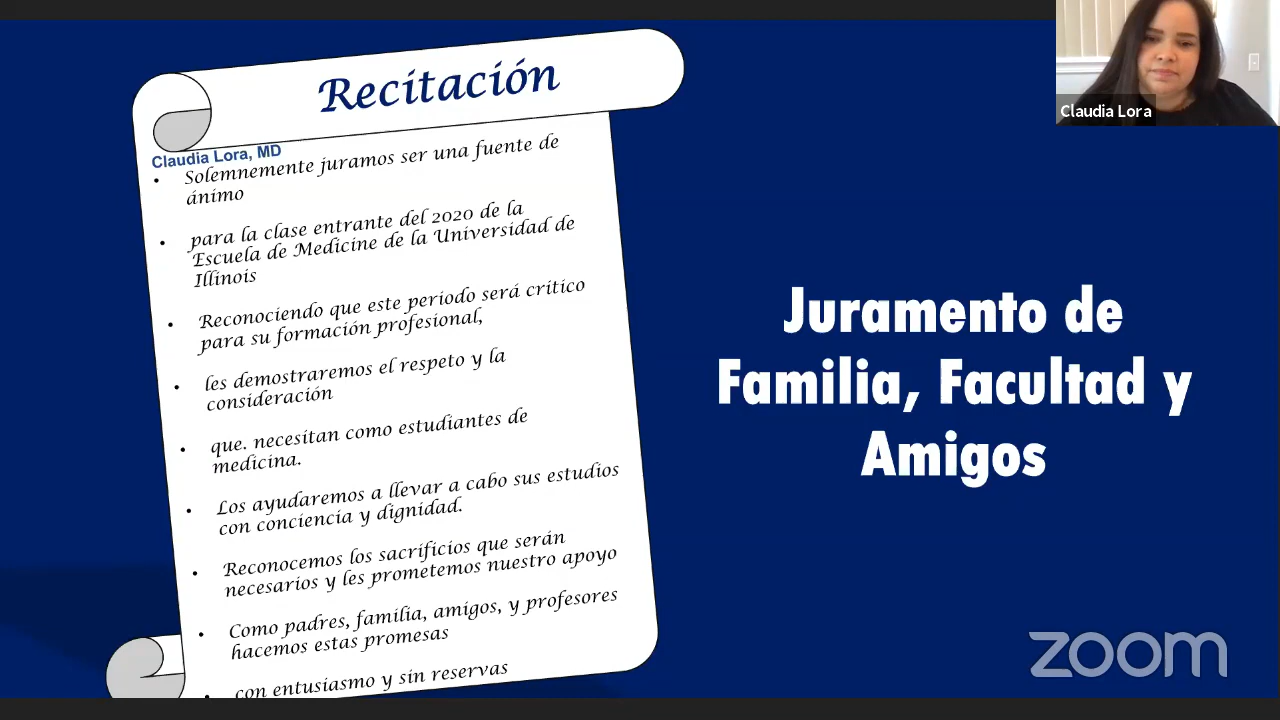 Recitación
Claudia Lora, MD
• Solemnemente juramos ser una fuente de
ánimo
• para la clase entrante del 2020 de la
Escuela de Medicine de la Universidad de
Illinois
• Reconociendo que este periodo será crítico
para su formación profesional,
• les demostraremos el respeto y la
consideración
• que. necesitan como estudiantes de
medicina.
• Los ayudaremos a llevar a cabo sus estudios
con conciencia y dignidad.
• Reconocemos los sacrificios que serán
necesarios y les prometemos nuestro apoyo
• Como padres, familia, amigos, y profesores
hacemos estas promesas
• con entusiasmo y sin reservas
Juramento de
Familia, Facultad y
Amigos
Claudia Lora
zoom